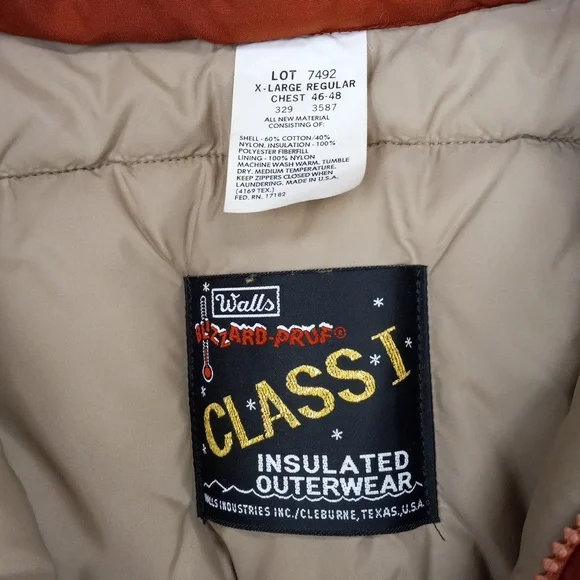 LOT 7492
X-LARGE REGULAR
CHEST 46-48
329 3587
ALL NEW MATERIAL
CONSISTING OF:
SHELL-60% COTTON/40%
NYLON. INSULATION-100%
POLYESTER FIBERFILL
LINING-100% NYLON
MACHINE WASH WARM. TUMBLE
DRY. MEDIUM TEMPERATURE.
KEEP ZIPPERS CLOSED WHEN
LAUNDERING. MADE IN U.S.A.
(4169 TEX.)
FED. RN. 17182
Walls
BLIZZARD-PRUF®
CLASS I
INSULATED
OUTERWEAR
WALLS INDUSTRIES INC./CLEBURNE, TEXAS, U.S.A.